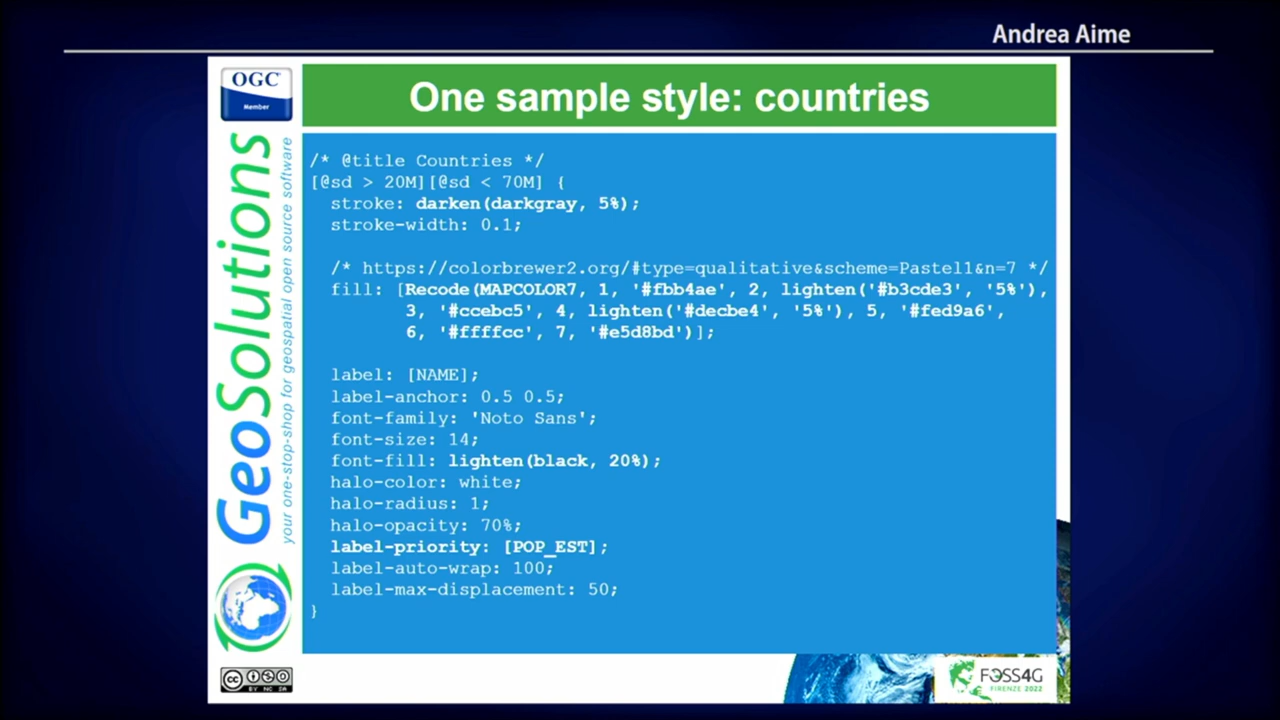 Andrea Aime
OGC
Member
One sample style: countries
GeoSolutions
your one-stop-shop for geospatial open source software
/* @title Countries */
[@sd > 20M][@sd < 70M] {
  stroke: darken(darkgray, 5%);
  stroke-width: 0.1;
  /* https://colorbrewer2.org/#type=qualitative&scheme=Pastel1&n=7 */
  fill: [Recode(MAPCOLOR7, 1, '#fbb4ae', 2, lighten('#b3cde3', '5%'),
         3, '#ccebc5', 4, lighten('#decbe4', '5%'), 5, '#fed9a6',
         6, '#ffffcc', 7, '#e5d8bd')];
  label: [NAME];
  label-anchor: 0.5 0.5;
  font-family: 'Noto Sans';
  font-size: 14;
  font-fill: lighten(black, 20%);
  halo-color: white;
  halo-radius: 1;
  halo-opacity: 70%;
  label-priority: [POP_EST];
  label-auto-wrap: 100;
  label-max-displacement: 50;
}
cc
BY NC SA
FOSS4G
FIRENZE 2022